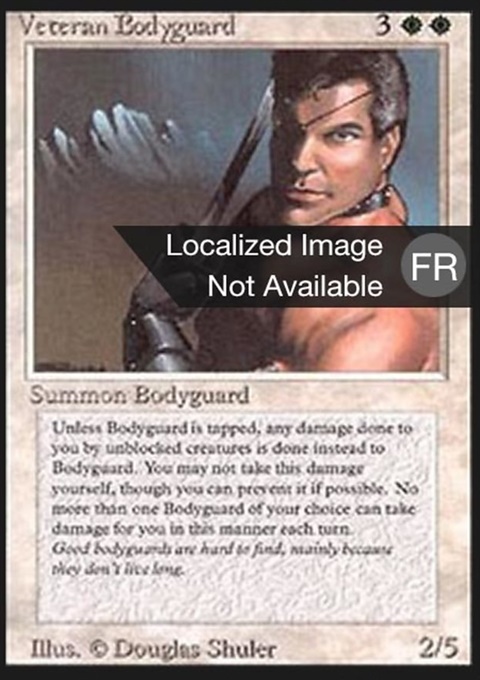 Veteran Bodyguard 3
Localized Image
Not Available
FR
Summon Bodyguard
Unless Bodyguard is tapped, any damage done to
you by unblocked creatures is done instead to
Bodyguard. You may not take this damage
yourself, though you can prevent it if possible. No
more than one Bodyguard of your choice can take
damage for you in this manner each turn.
Good bodyguards are hard to find, mainly because
they don't live long.
Illus. © Douglas Shuler 2/5